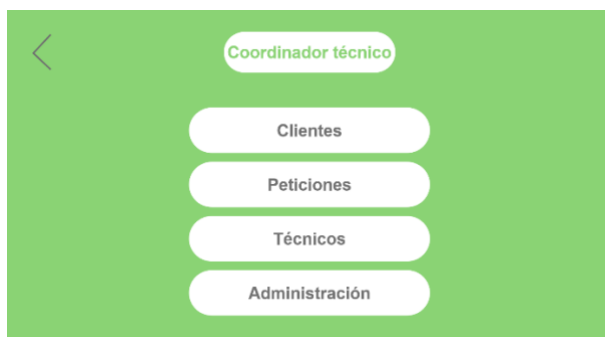 Coordinador técnico
Clientes
Peticiones
Técnicos
Administración